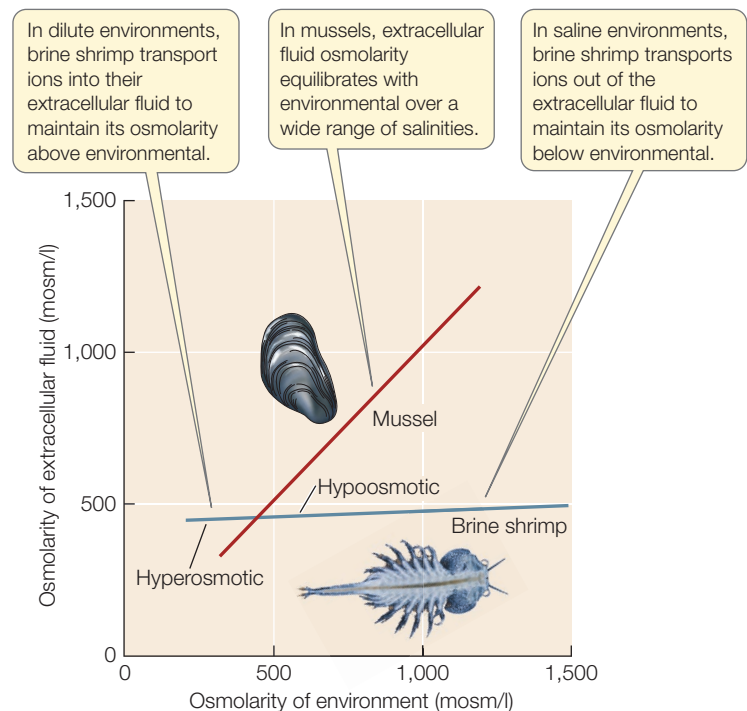 In dilute environments,
brine shrimp transport
ions into their
extracellular fluid to
maintain its osmolarity
above environmental.
In mussels, extracellular
fluid osmolarity
equilibrates with
environmental over a
wide range of salinities.
In saline environments,
brine shrimp transports
ions out of the
extracellular fluid to
maintain its osmolarity
below environmental.
Osmolarity of extracellular fluid (mosm/l)
1,500
1,000
500
0
Mussel
Hypoosmotic
Brine shrimp
Hyperosmotic
0
500
1,000
1,500
Osmolarity of environment (mosm/l)